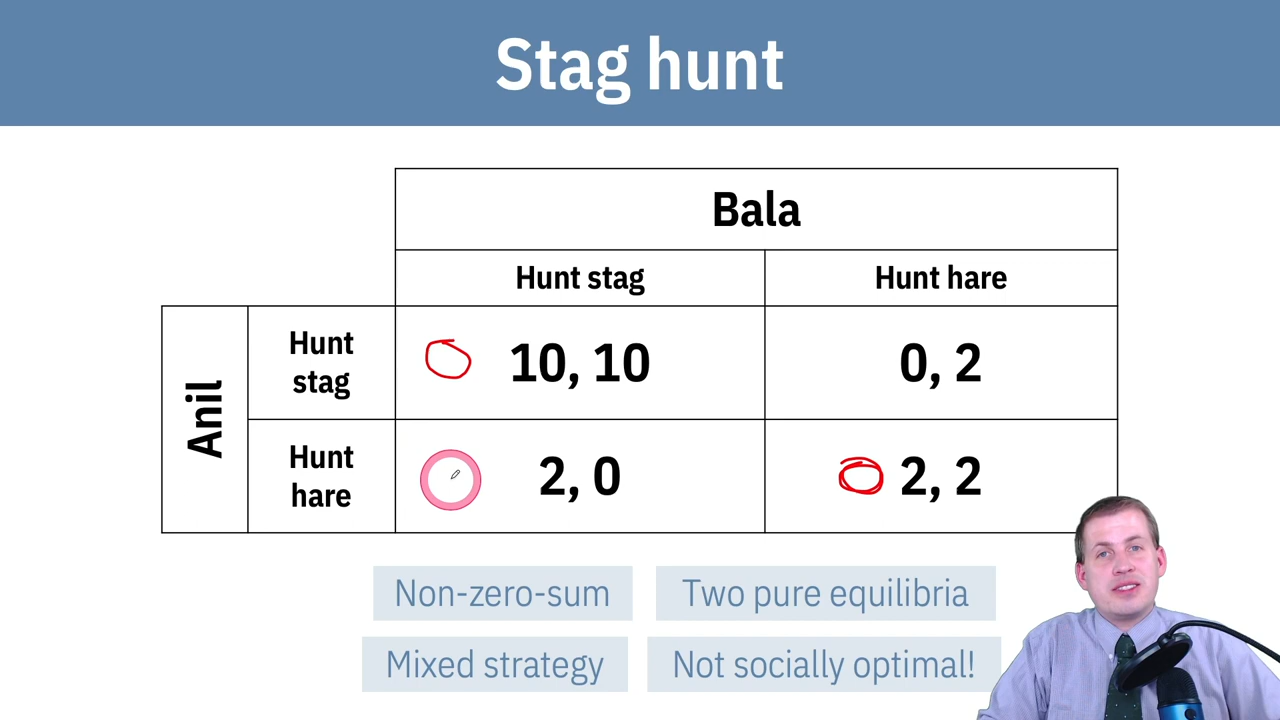 Stag hunt
Bala
Hunt stag
Hunt hare
Anil
Hunt
stag
10, 10
0, 2
Hunt
hare
2, 0
2, 2
Non-zero-sum
Two pure equilibria
Mixed strategy
Not socially optimal!